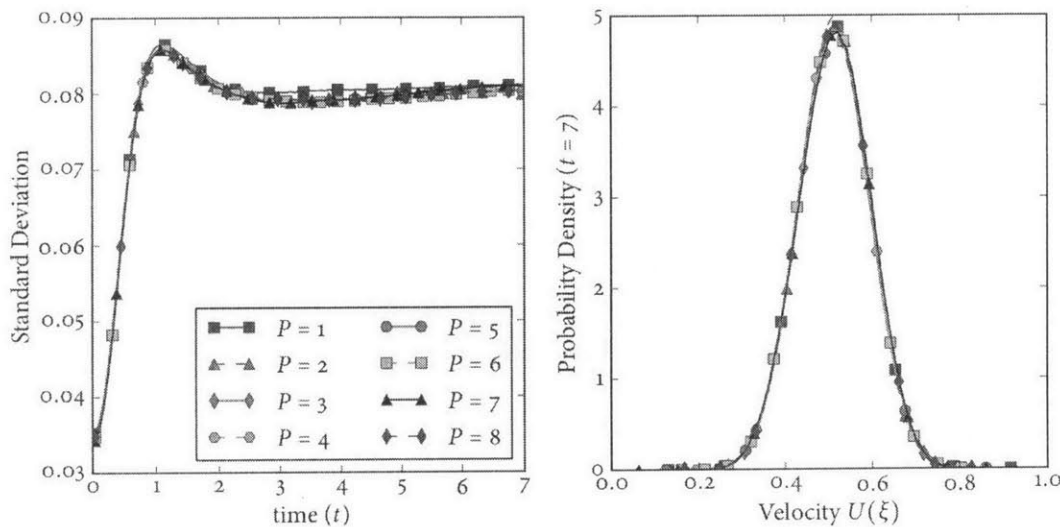 0.09
0.08
0.07
0.06
0.05
0.04
0.03
Standard Deviation
0 1 2 3 4 5 6 7
time (t)
P = 1
P = 2
P = 3
P = 4
P = 5
P = 6
P = 7
P = 8
5
4
3
2
1
0
Probability Density (t = 7)
0.0 0.2 0.4 0.6 0.8 1.0
Velocity U(ξ)